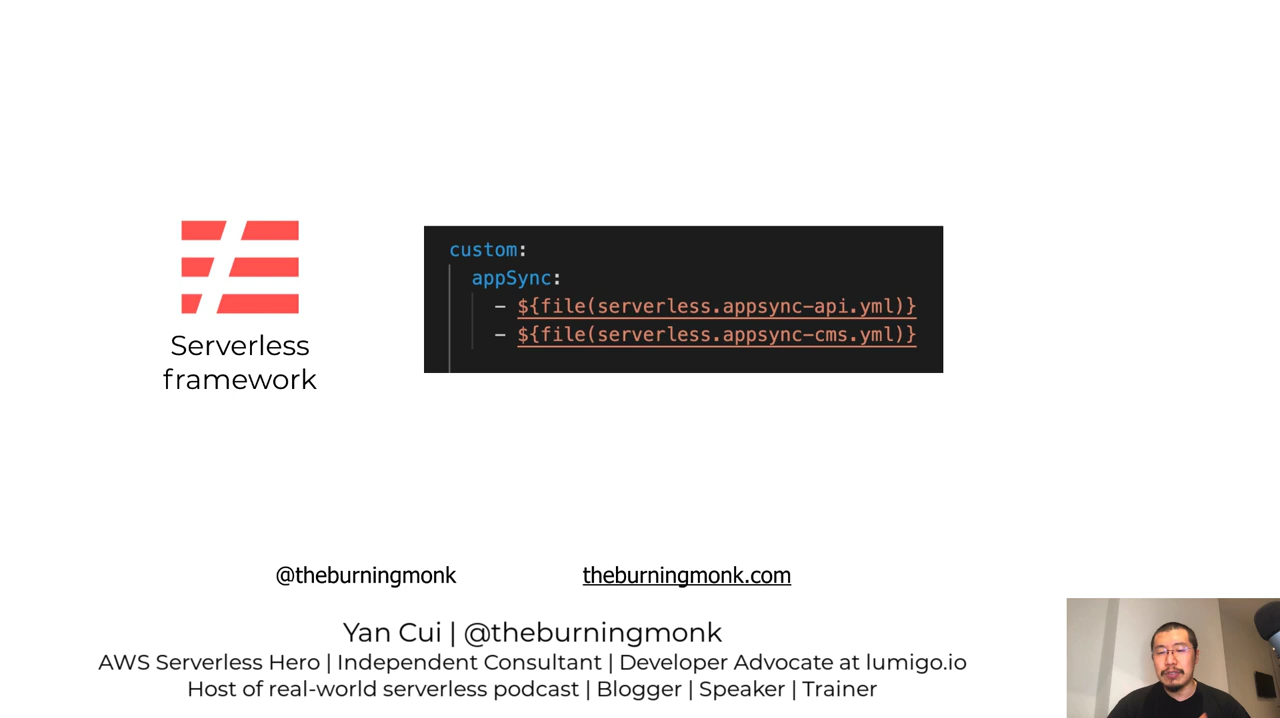 Serverless
framework
custom:
appSync:
- ${file(serverless.appsync-api.yml)}
- ${file(serverless.appsync-cms.yml)}
@theburningmonk
theburningmonk.com
Yan Cui | @theburningmonk
AWS Serverless Hero | Independent Consultant | Developer Advocate at lumigo.io
Host of real-world serverless podcast | Blogger | Speaker | Trainer